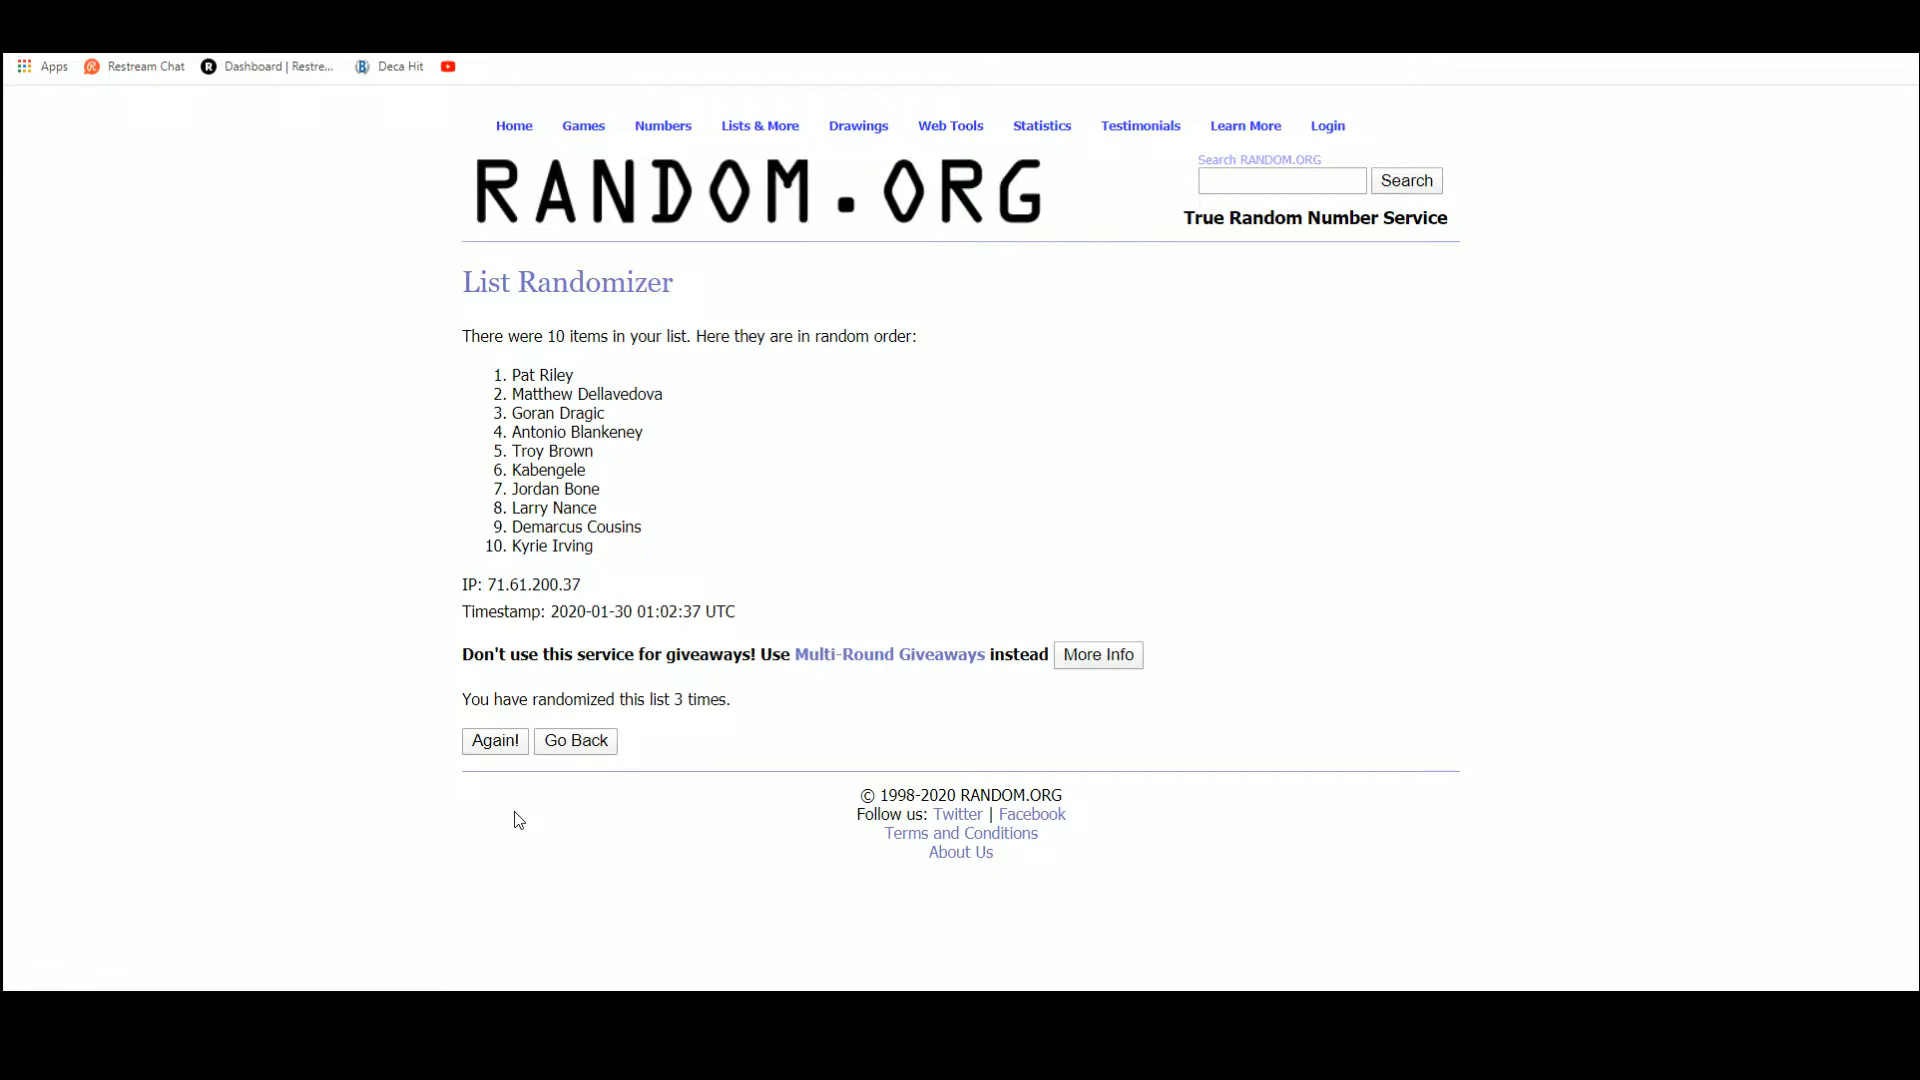 Apps Restream Chat Dashboard | Restre... Deca Hit
Home Games Numbers Lists & More Drawings Web Tools Statistics Testimonials Learn More Login
RANDOM.ORG
Search RANDOM.ORG
Search
True Random Number Service
List Randomizer
There were 10 items in your list. Here they are in random order:
1. Pat Riley
2. Matthew Dellavedova
3. Goran Dragic
4. Antonio Blankeney
5. Troy Brown
6. Kabengele
7. Jordan Bone
8. Larry Nance
9. Demarcus Cousins
10. Kyrie Irving
IP: 71.61.200.37
Timestamp: 2020-01-30 01:02:37 UTC
Don't use this service for giveaways! Use Multi-Round Giveaways instead More Info
You have randomized this list 3 times.
Again! Go Back
© 1998-2020 RANDOM.ORG
Follow us: Twitter | Facebook
Terms and Conditions
About Us